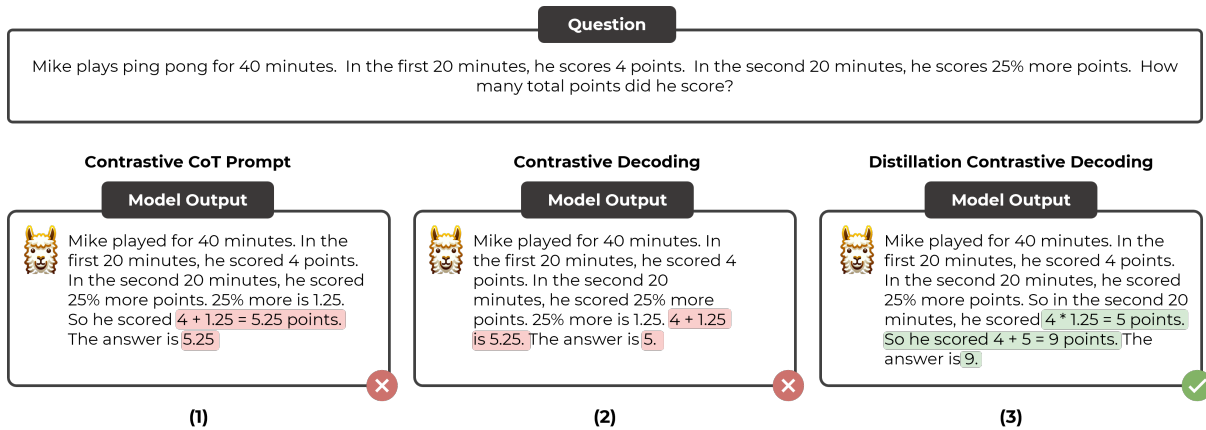 Question
Mike plays ping pong for 40 minutes. In the first 20 minutes, he scores 4 points. In the second 20 minutes, he scores 25% more points. How
many total points did he score?
Contrastive CoT Prompt
Model Output
Mike played for 40 minutes. In the
first 20 minutes, he scored 4 points.
In the second 20 minutes, he scored
25% more points. 25% more is 1.25.
So he scored 4 + 1.25 = 5.25 points.
The answer is 5.25
(1)
Contrastive Decoding
Model Output
Mike played for 40 minutes. In
the first 20 minutes, he scored 4
points. In the second 20
minutes, he scored 25% more
points. 25% more is 1.25. 4 + 1.25
is 5.25. The answer is 5.
(2)
Distillation Contrastive Decoding
Model Output
Mike played for 40 minutes. In the
first 20 minutes, he scored 4 points.
In the second 20 minutes, he scored
25% more points. So in the second 20
minutes, he scored 4 * 1.25 = 5 points.
So he scored 4 + 5 = 9 points. The
answer is 9.
(3)